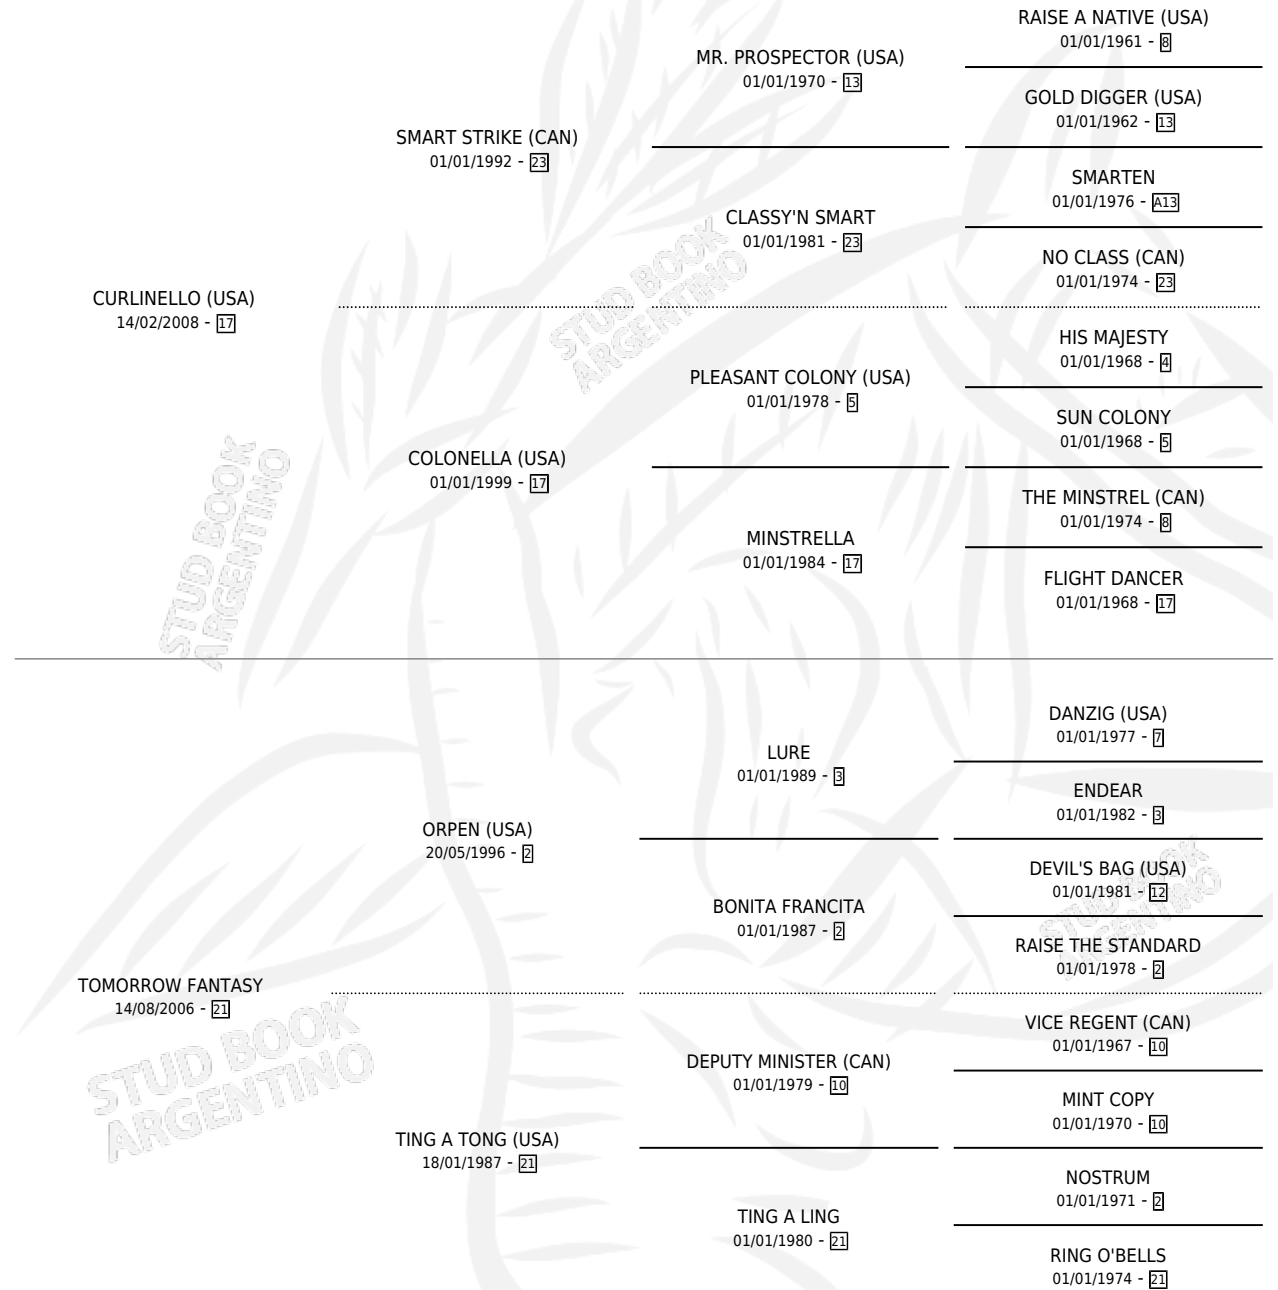 RAISE A NATIVE (USA)
01/01/1961 - 8
MR. PROSPECTOR (USA)
01/01/1970 - 13
GOLD DIGGER (USA)
01/01/1962 - 13
SMART STRIKE (CAN)
01/01/1992 - 23
SMARTEN
01/01/1976 - A13
CLASSY'N SMART
01/01/1981 - 23
NO CLASS (CAN)
01/01/1974 - 23
CURLINELLO (USA)
14/02/2008 - 17
HIS MAJESTY
01/01/1968 - 4
PLEASANT COLONY (USA)
01/01/1978 - 5
SUN COLONY
01/01/1968 - 5
COLONELLA (USA)
01/01/1999 - 17
THE MINSTREL (CAN)
01/01/1974 - 8
MINSTRELLA
01/01/1984 - 17
FLIGHT DANCER
01/01/1968 - 17
STUD BOOK
ARGENTINO
STUD BOOK
ARGENTINO
DANZIG (USA)
01/01/1977 - 7
LURE
01/01/1989 - 3
ENDEAR
01/01/1982 - 3
ORPEN (USA)
20/05/1996 - 2
DEVIL'S BAG (USA)
01/01/1981 - 12
BONITA FRANCITA
01/01/1987 - 2
RAISE THE STANDARD
01/01/1978 - 2
STUD BOOK
ARGENTINO
TOMORROW FANTASY
14/08/2006 - 21
VICE REGENT (CAN)
01/01/1967 - 10
DEPUTY MINISTER (CAN)
01/01/1979 - 10
MINT COPY
01/01/1970 - 10
STUD BOOK
ARGENTINO
TING A TONG (USA)
18/01/1987 - 21
NOSTRUM
01/01/1971 - 2
TING A LING
01/01/1980 - 21
RING O'BELLS
01/01/1974 - 21